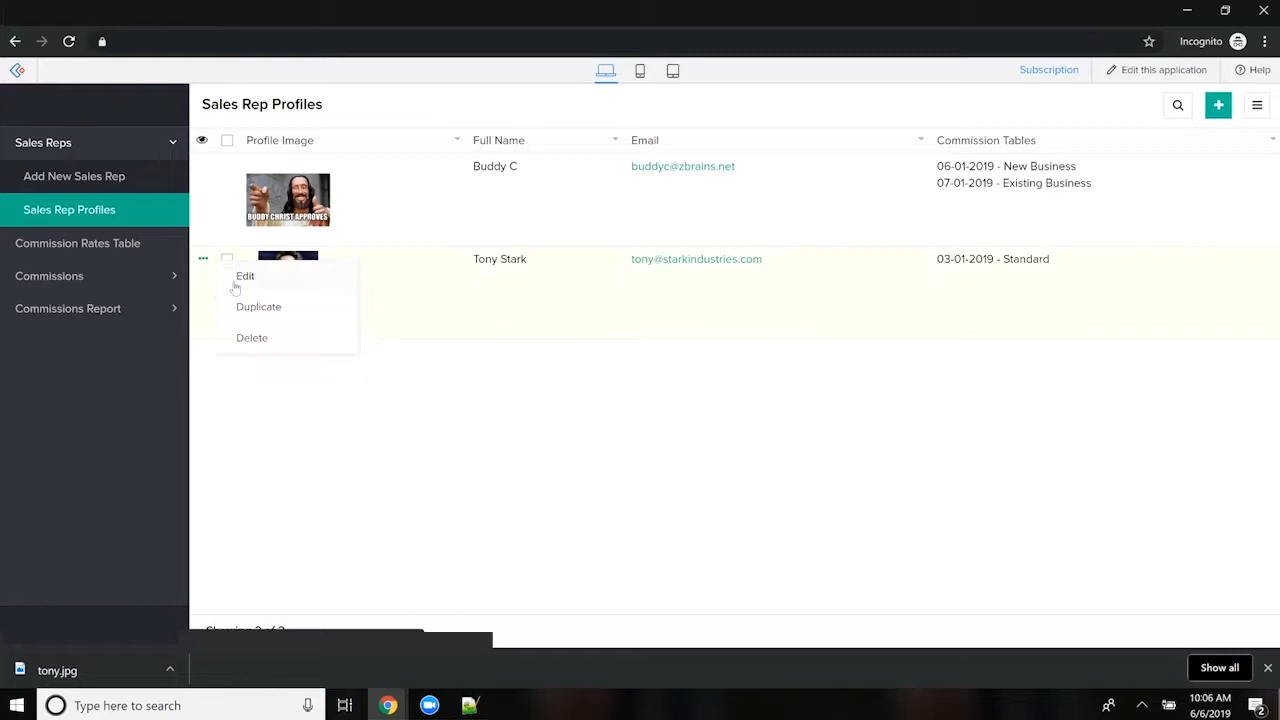 Incognito
Subscription
Edit this application
Help
Sales Rep Profiles
Sales Reps
Add New Sales Rep
Sales Rep Profiles
Commission Rates Table
Commissions
Commissions Report
Profile Image
Full Name
Email
Commission Tables
BUDDY CHRIST APPROVES
Buddy C
buddyc@zbrains.net
06-01-2019 - New Business
07-01-2019 - Existing Business
Tony Stark
tony@starkindustries.com
03-01-2019 - Standard
Edit
Duplicate
Delete
tony.jpg
Show all
Type here to search
10:06 AM
6/6/2019
2